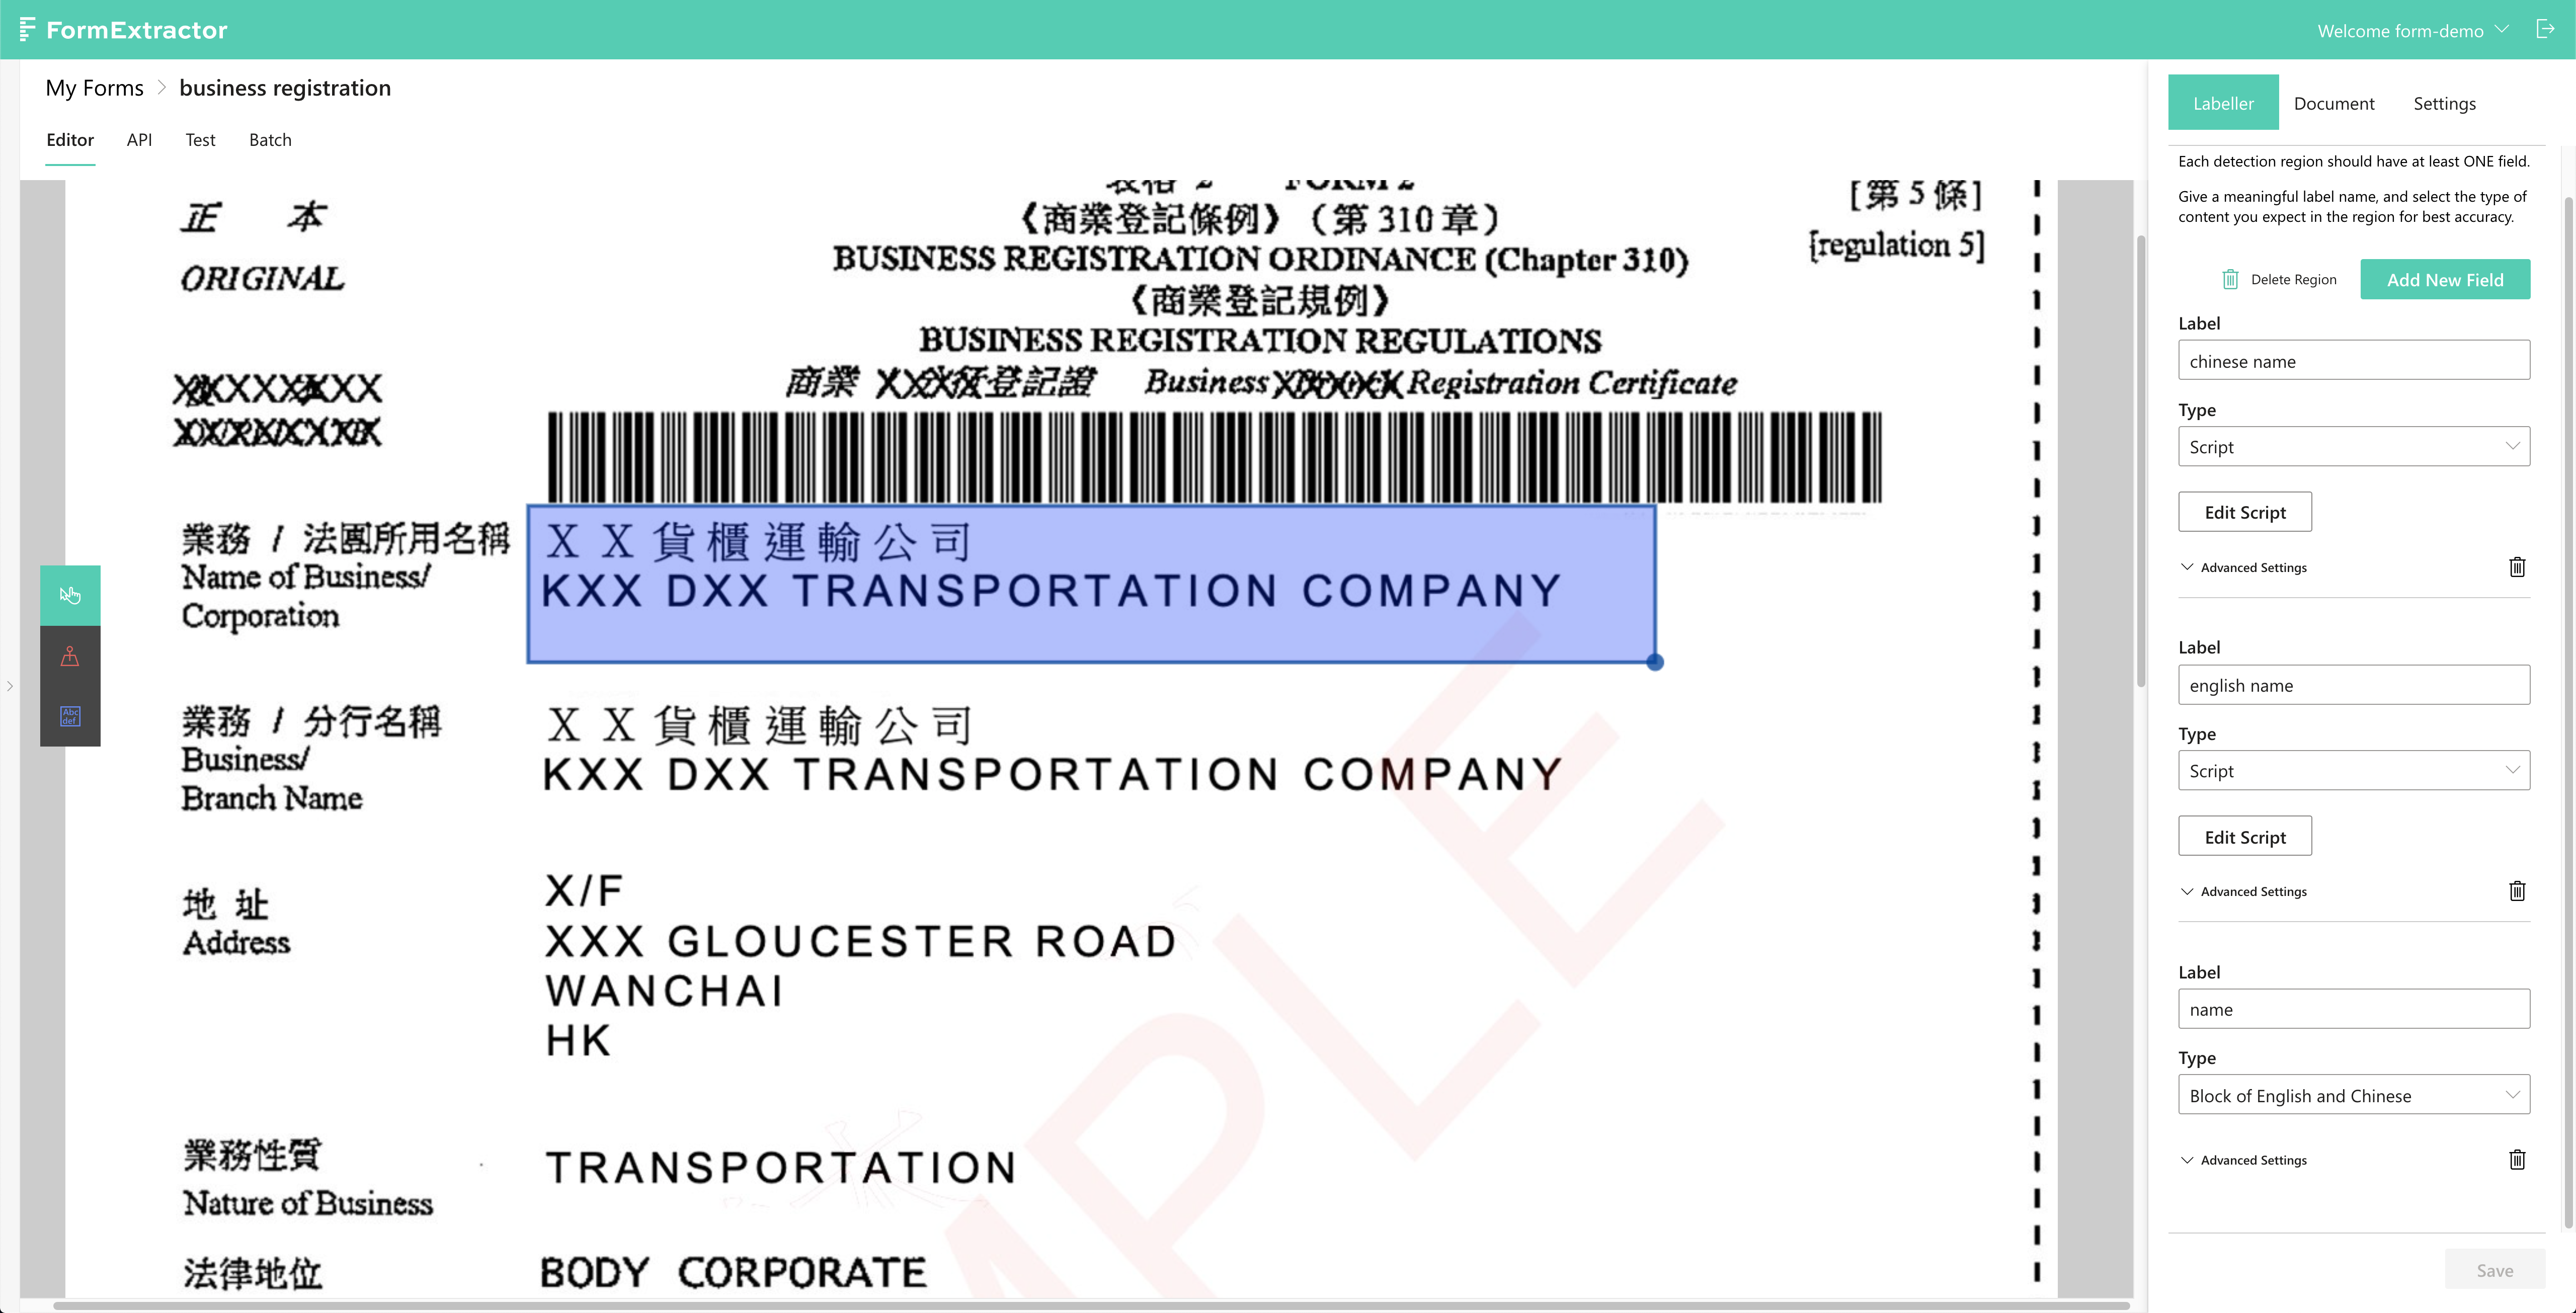 FormExtractor
Welcome form-demo
My Forms > business registration
Editor API Test Batch
Labeller Document Settings
正 本
ORIGINAL
表格 2 FORM 2
《商業登記條例》（第 310 章）
BUSINESS REGISTRATION ORDINANCE (Chapter 310)
《商業登記規例》
BUSINESS REGISTRATION REGULATIONS
[第 5 條]
[regulation 5]
商業 登記證 Business Registration Certificate
業務 / 法團所用名稱
Name of Business/
Corporation
X X 貨櫃運輸公司
KXX DXX TRANSPORTATION COMPANY
業務 / 分行名稱
Business/
Branch Name
X X 貨櫃運輸公司
KXX DXX TRANSPORTATION COMPANY
地 址
Address
X/F
XXX GLOUCESTER ROAD
WANCHAI
HK
業務性質
Nature of Business
TRANSPORTATION
法律地位
BODY CORPORATE
MPLE
Abc
def
Each detection region should have at least ONE field.
Give a meaningful label name, and select the type of
content you expect in the region for best accuracy.
Delete Region
Add New Field
Label
chinese name
Type
Script
Edit Script
Advanced Settings
Label
english name
Type
Script
Edit Script
Advanced Settings
Label
name
Type
Block of English and Chinese
Advanced Settings
Save